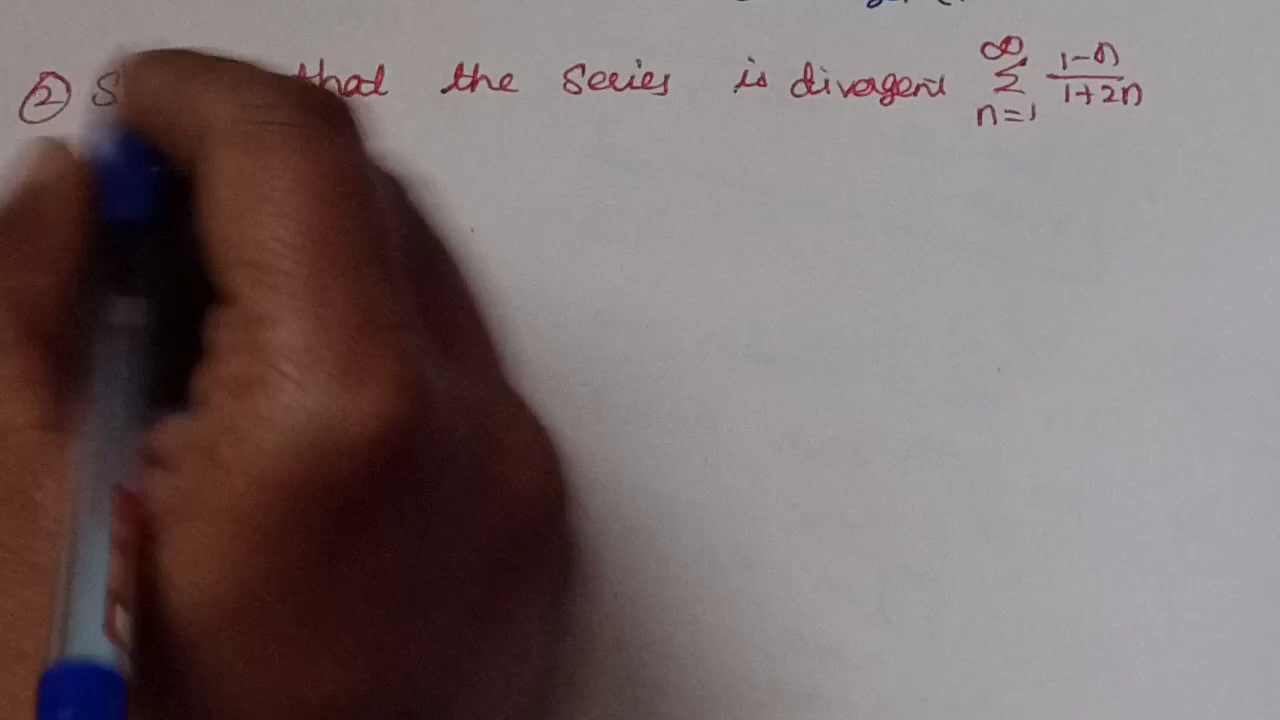 ② S that the series is divergent ∞ Σ n=1 1-n / 1+2n